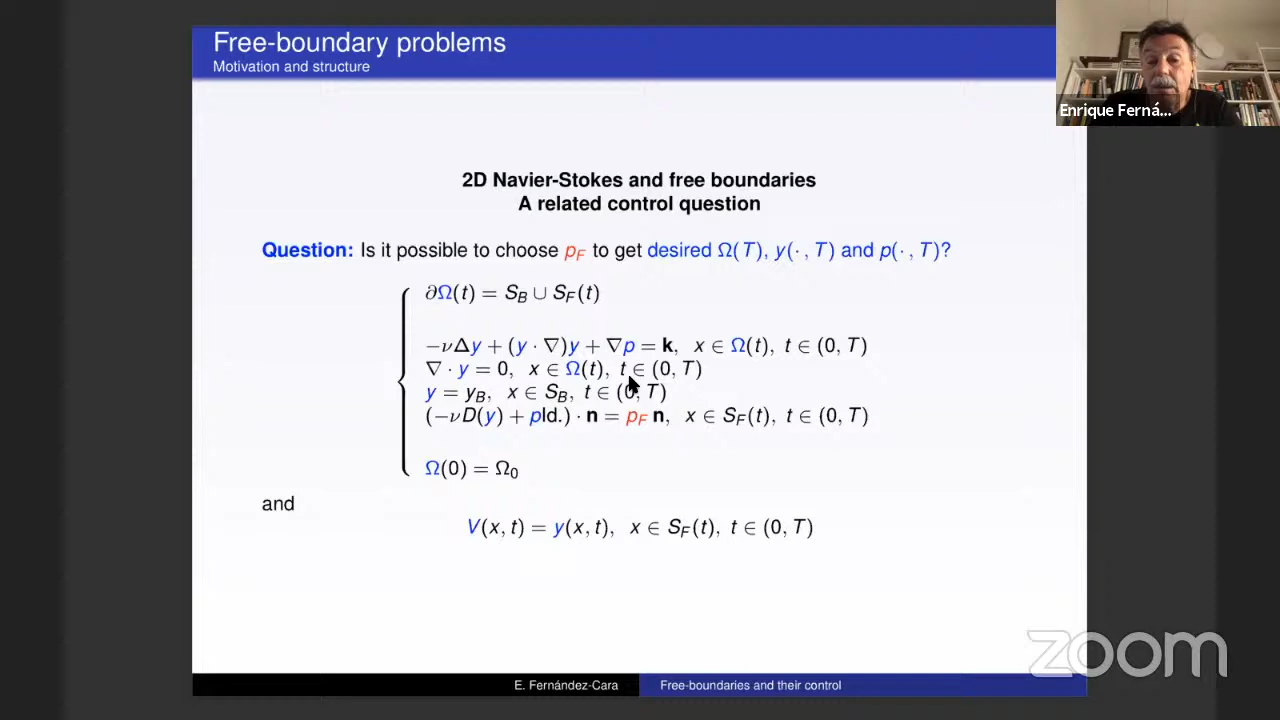 Free-boundary problems
Motivation and structure
Enrique Ferná...
2D Navier-Stokes and free boundaries
A related control question
Question: Is it possible to choose p_F to get desired Ω(T), y(·, T) and p(·, T)?
∂Ω(t) = S_B ∪ S_F(t)
−νΔy + (y · ∇)y + ∇p = k, x ∈ Ω(t), t ∈ (0, T)
∇ · y = 0, x ∈ Ω(t), t ∈ (0, T)
y = y_B, x ∈ S_B, t ∈ (0, T)
(−νD(y) + pId.) · n = p_F n, x ∈ S_F(t), t ∈ (0, T)
Ω(0) = Ω₀
and
V(x, t) = y(x, t), x ∈ S_F(t), t ∈ (0, T)
zoom
E. Fernández-Cara Free-boundaries and their control